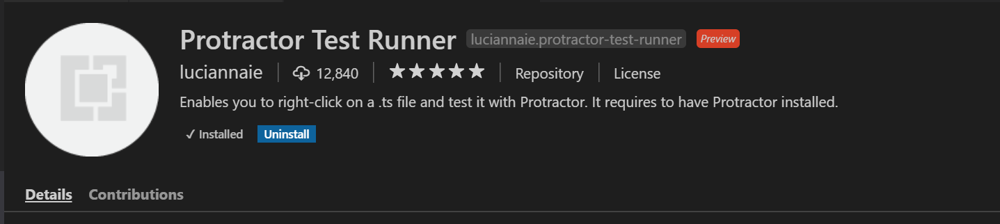 Protractor Test Runner luciannaie.protractor-test-runner Preview
luciannaie 12,840 Repository License
Enables you to right-click on a .ts file and test it with Protractor. It requires to have Protractor installed.
✓ Installed Uninstall
Details Contributions